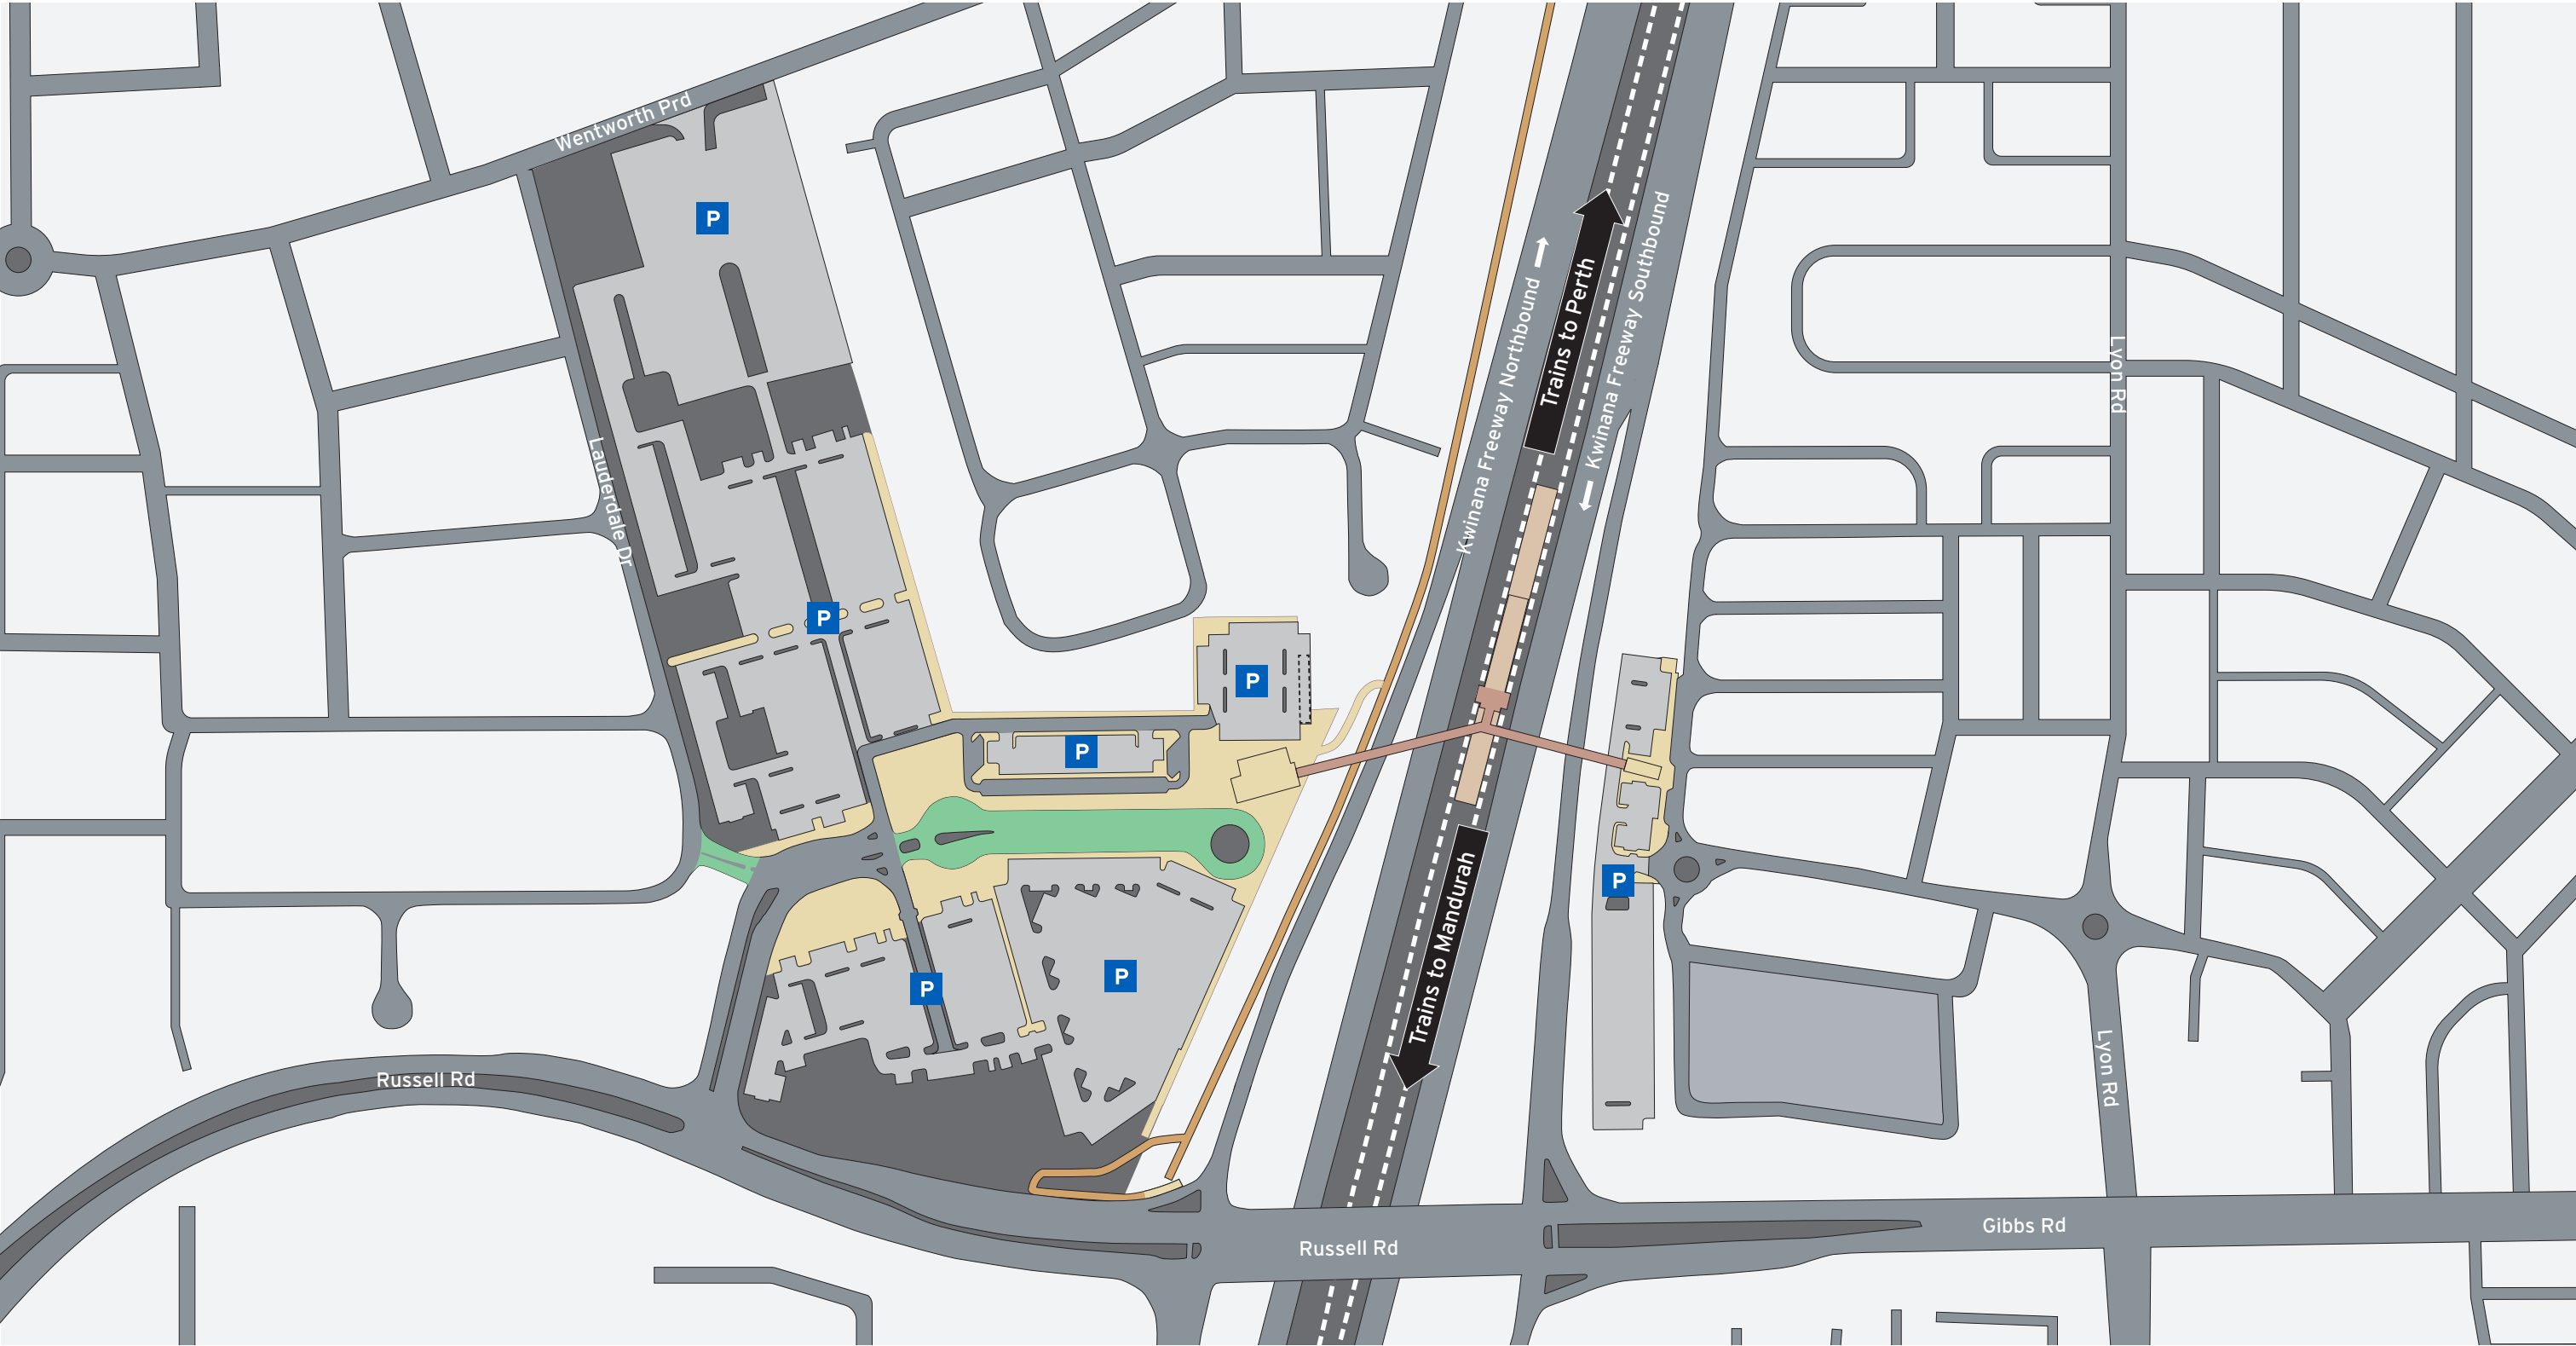 Wentworth Prd
P
Kwinana Freeway Northbound
Trains to Perth
Kwinana Freeway Southbound
Lyon Rd
Lauderdale Dr
P
P
P
P
P
P
Trains to Mandurah
Lyon Rd
Russell Rd
Russell Rd
Gibbs Rd